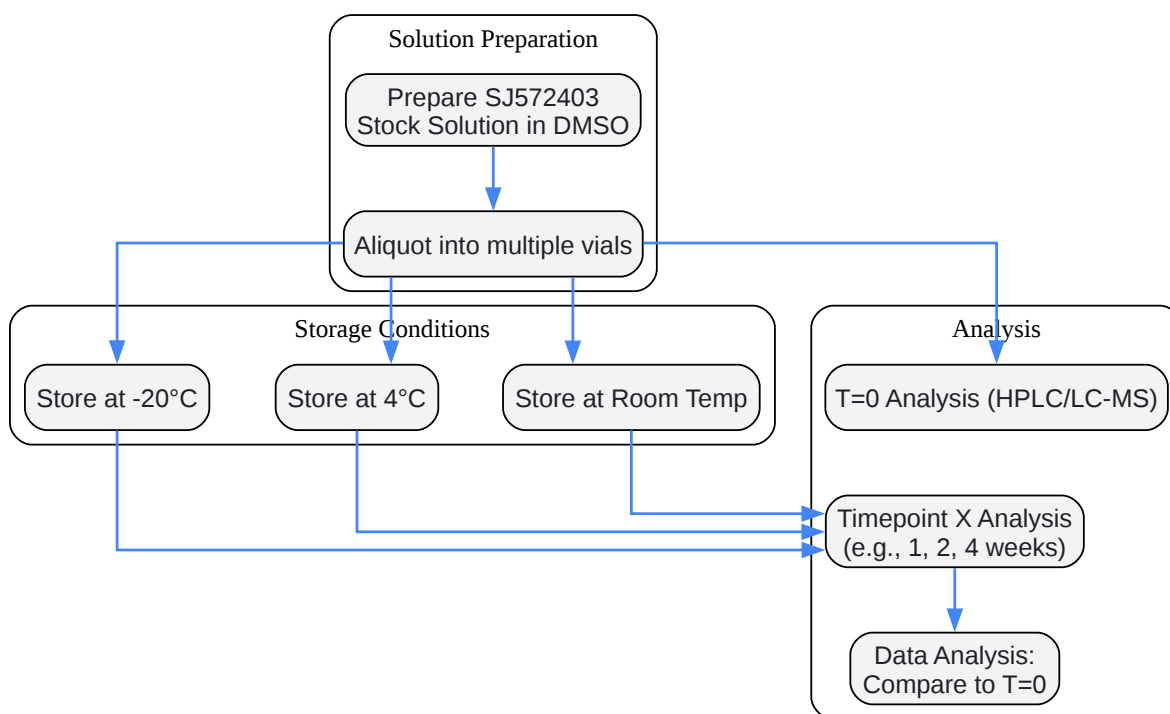 Solution Preparation
Prepare SJ572403
Stock Solution in DMSO
Aliquot into multiple vials
Storage Conditions
Analysis
Store at -20°C
Store at 4°C
Store at Room Temp
T=0 Analysis (HPLC/LC-MS)
Timepoint X Analysis
(e.g., 1, 2, 4 weeks)
Data Analysis:
Compare to T=0